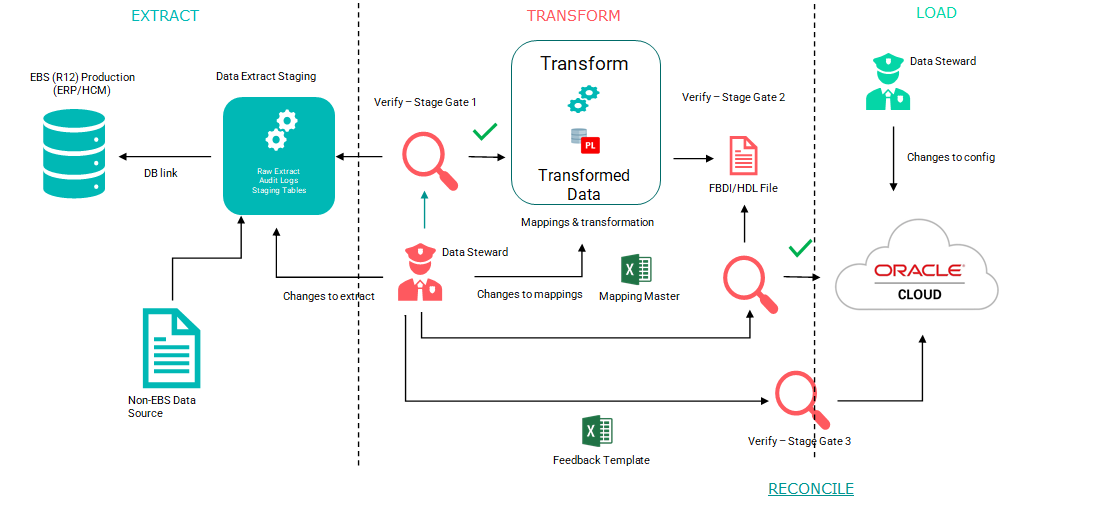 EXTRACT
TRANSFORM
LOAD
EBS (R12) Production
(ERP/HCM)
Data Extract Staging
Raw Extract
Audit Logs
Staging Tables
DB link
Non-EBS Data
Source
Verify – Stage Gate 1
Data Steward
Changes to extract
Transform
PL
Transformed
Data
Mappings & transformation
Changes to mappings
Mapping Master
Verify – Stage Gate 2
FBDI/HDL File
Data Steward
Changes to config
ORACLE
CLOUD
Feedback Template
Verify – Stage Gate 3
RECONCILE